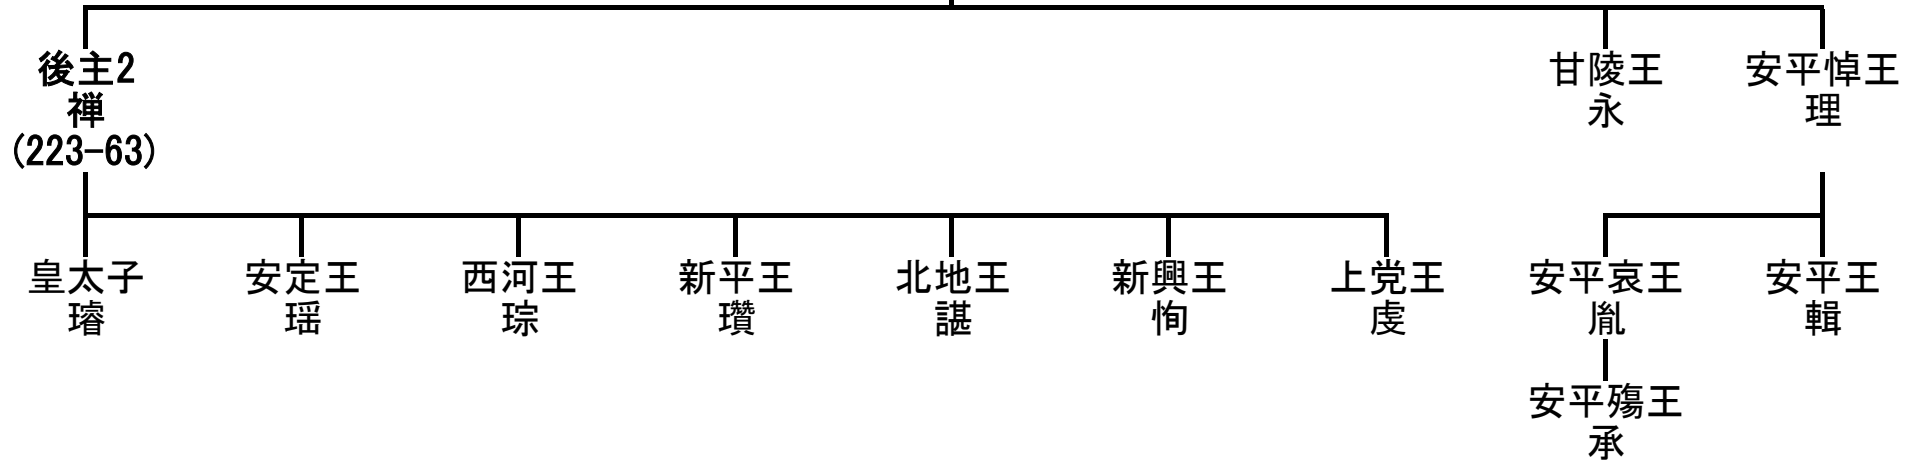 後主2
禅
(223-63)
甘陵王
永
安平悼王
理
皇太子
璿
安定王
瑶
西河王
琮
新平王
瓚
北地王
諶
新興王
恂
上党王
虔
安平哀王
胤
安平王
輯
安平殤王
承